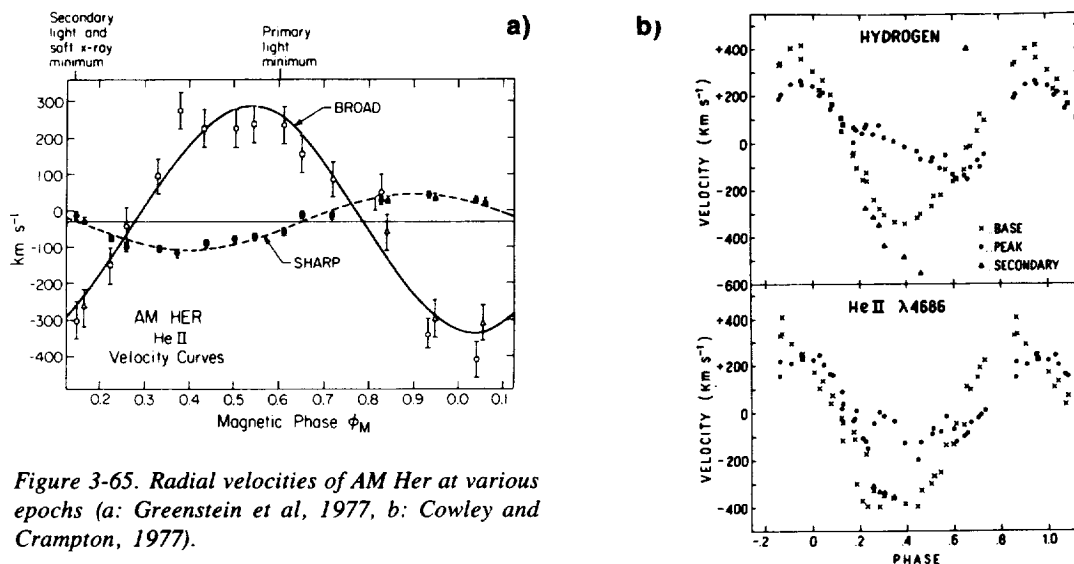 Secondary
light and
soft x-ray
minimum
Primary
light
minimum
a)
300
200
100
0
-100
-200
-300
-400
km s⁻¹
BROAD
SHARP
AM HER
He II
Velocity Curves
0.2 0.3 0.4 0.5 0.6 0.7 0.8 0.9 0.0 0.1
Magnetic Phase ϕM
Figure 3-65. Radial velocities of AM Her at various
epochs (a: Greenstein et al, 1977, b: Cowley and
Crampton, 1977).
b)
HYDROGEN
+400
+200
0
-200
-400
-600
VELOCITY (Km s⁻¹)
× BASE
• PEAK
▲ SECONDARY
He II λ4686
+400
+200
0
-200
-400
VELOCITY (Km s⁻¹)
-.2 0 .2 .4 .6 .8 1.0
PHASE